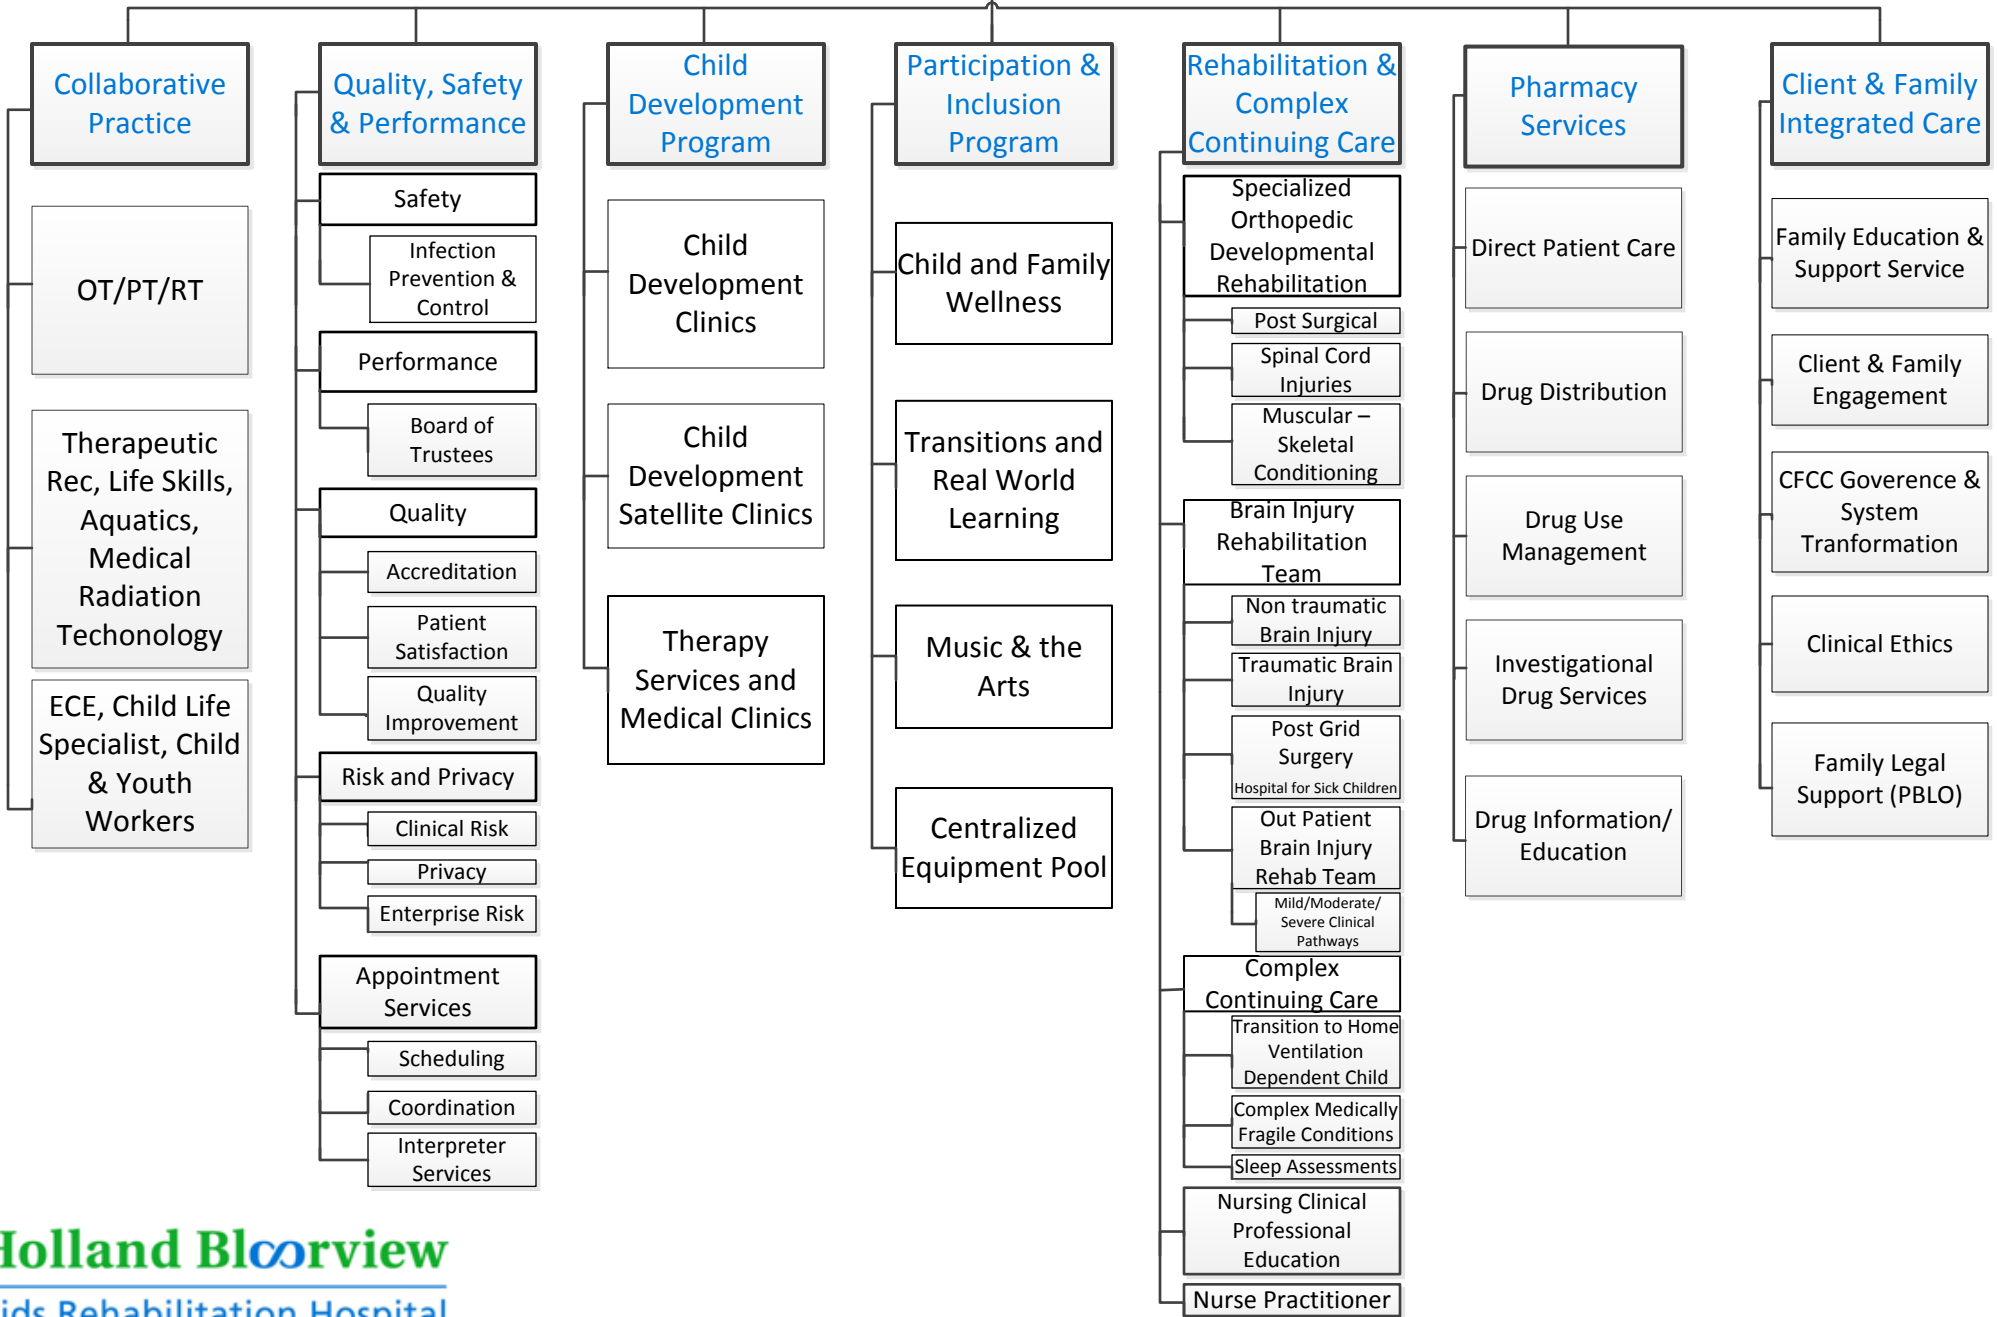 Collaborative
Practice
OT/PT/RT
Therapeutic
Rec, Life Skills,
Aquatics,
Medical
Radiation
Techonology
ECE, Child Life
Specialist, Child
& Youth
Workers
Quality, Safety
& Performance
Safety
Infection
Prevention &
Control
Performance
Board of
Trustees
Quality
Accreditation
Patient
Satisfaction
Quality
Improvement
Risk and Privacy
Clinical Risk
Privacy
Enterprise Risk
Appointment
Services
Scheduling
Coordination
Interpreter
Services
Child
Development
Program
Child
Development
Clinics
Child
Development
Satellite Clinics
Therapy
Services and
Medical Clinics
Participation &
Inclusion
Program
Child and Family
Wellness
Transitions and
Real World
Learning
Music & the
Arts
Centralized
Equipment Pool
Rehabilitation &
Complex
Continuing Care
Specialized
Orthopedic
Developmental
Rehabilitation
Post Surgical
Spinal Cord
Injuries
Muscular –
Skeletal
Conditioning
Brain Injury
Rehabilitation
Team
Non traumatic
Brain Injury
Traumatic Brain
Injury
Post Grid
Surgery
Hospital for Sick Children
Out Patient
Brain Injury
Rehab Team
Mild/Moderate/
Severe Clinical
Pathways
Complex
Continuing Care
Transition to Home
Ventilation
Dependent Child
Complex Medically
Fragile Conditions
Sleep Assessments
Nursing Clinical
Professional
Education
Nurse Practitioner
Pharmacy
Services
Direct Patient Care
Drug Distribution
Drug Use
Management
Investigational
Drug Services
Drug Information/
Education
Client & Family
Integrated Care
Family Education &
Support Service
Client & Family
Engagement
CFCC Goverence &
System
Tranformation
Clinical Ethics
Family Legal
Support (PBLO)
Holland Bloorview
ids Rehabilitation Hospital